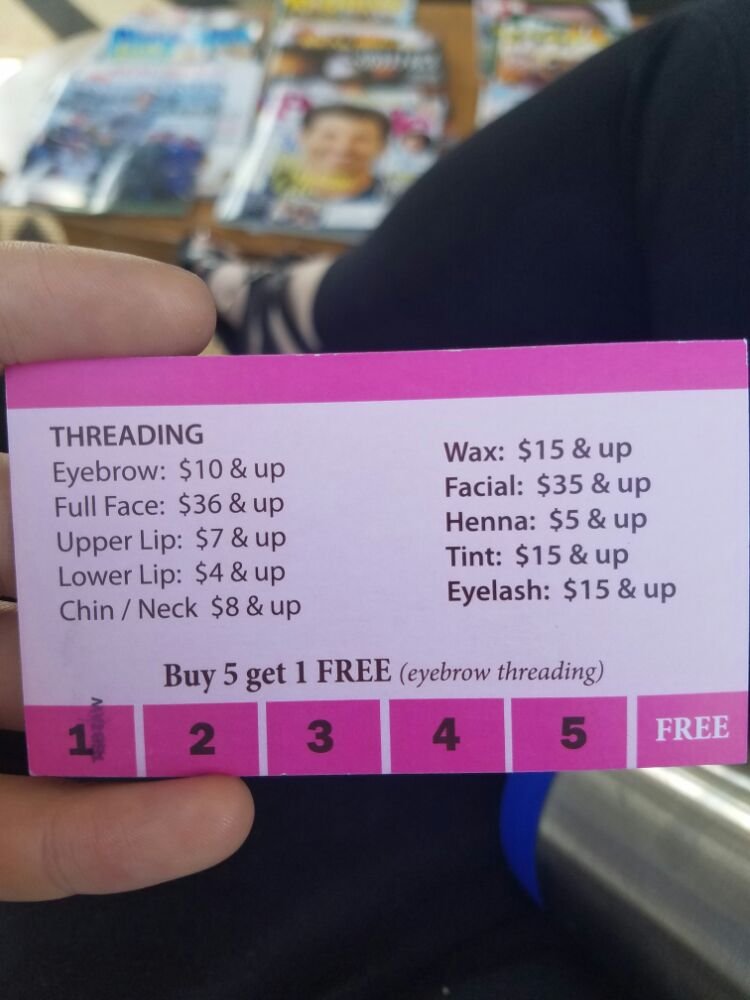 THREADING
Eyebrow: $10 & up
Full Face: $36 & up
Upper Lip: $7 & up
Lower Lip: $4 & up
Chin / Neck $8 & up
Wax: $15 & up
Facial: $35 & up
Henna: $5 & up
Tint: $15 & up
Eyelash: $15 & up
Buy 5 get 1 FREE (eyebrow threading)
1 2 3 4 5 FREE